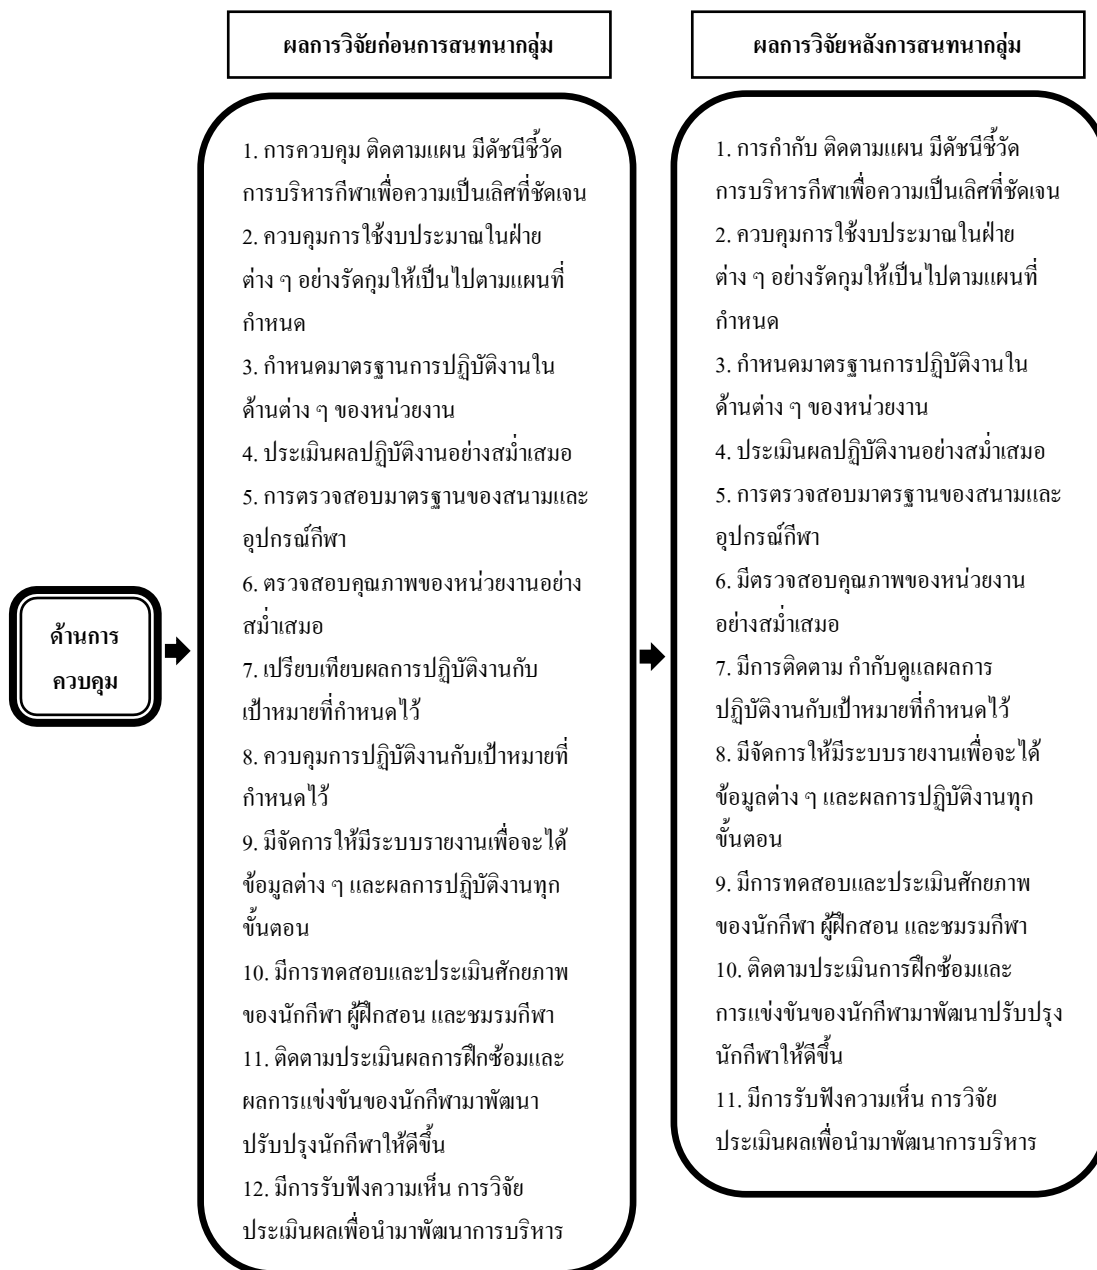 ผลการวิจัยก่อนการสนทนากลุ่ม
ผลการวิจัยหลังการสนทนากลุ่ม
ด้านการ
ควบคุม
1. การควบคุม ติดตามแผน มีดัชนีชี้วัด
การบริหารกีฬาเพื่อความเป็นเลิศที่ชัดเจน
2. ควบคุมการใช้งบประมาณในฝ่าย
ต่าง ๆ อย่างรัดกุมให้เป็นไปตามแผนที่
กำหนด
3. กำหนดมาตรฐานการปฏิบัติงานใน
ด้านต่าง ๆ ของหน่วยงาน
4. ประเมินผลปฏิบัติงานอย่างสม่ำเสมอ
5. การตรวจสอบมาตรฐานของสนามและ
อุปกรณ์กีฬา
6. ตรวจสอบคุณภาพของหน่วยงานอย่าง
สม่ำเสมอ
7. เปรียบเทียบผลการปฏิบัติงานกับ
เป้าหมายที่กำหนดไว้
8. ควบคุมการปฏิบัติงานกับเป้าหมายที่
กำหนดไว้
9. มีจัดการให้มีระบบรายงานเพื่อจะได้
ข้อมูลต่าง ๆ และผลการปฏิบัติงานทุก
ขั้นตอน
10. มีการทดสอบและประเมินศักยภาพ
ของนักกีฬา ผู้ฝึกสอน และชมรมกีฬา
11. ติดตามประเมินผลการฝึกซ้อมและ
ผลการแข่งขันของนักกีฬามาพัฒนา
ปรับปรุงนักกีฬาให้ดีขึ้น
12. มีการรับฟังความเห็น การวิจัย
ประเมินผลเพื่อนำมาพัฒนาการบริหาร
1. การกำกับ ติดตามแผน มีดัชนีชี้วัด
การบริหารกีฬาเพื่อความเป็นเลิศที่ชัดเจน
2. ควบคุมการใช้งบประมาณในฝ่าย
ต่าง ๆ อย่างรัดกุมให้เป็นไปตามแผนที่
กำหนด
3. กำหนดมาตรฐานการปฏิบัติงานใน
ด้านต่าง ๆ ของหน่วยงาน
4. ประเมินผลปฏิบัติงานอย่างสม่ำเสมอ
5. การตรวจสอบมาตรฐานของสนามและ
อุปกรณ์กีฬา
6. มีตรวจสอบคุณภาพของหน่วยงาน
อย่างสม่ำเสมอ
7. มีการติดตาม กำกับดูแลผลการ
ปฏิบัติงานกับเป้าหมายที่กำหนดไว้
8. มีจัดการให้มีระบบรายงานเพื่อจะได้
ข้อมูลต่าง ๆ และผลการปฏิบัติงานทุก
ขั้นตอน
9. มีการทดสอบและประเมินศักยภาพ
ของนักกีฬา ผู้ฝึกสอน และชมรมกีฬา
10. ติดตามประเมินการฝึกซ้อมและ
การแข่งขันของนักกีฬามาพัฒนาปรับปรุง
นักกีฬาให้ดีขึ้น
11. มีการรับฟังความเห็น การวิจัย
ประเมินผลเพื่อนำมาพัฒนาการบริหาร